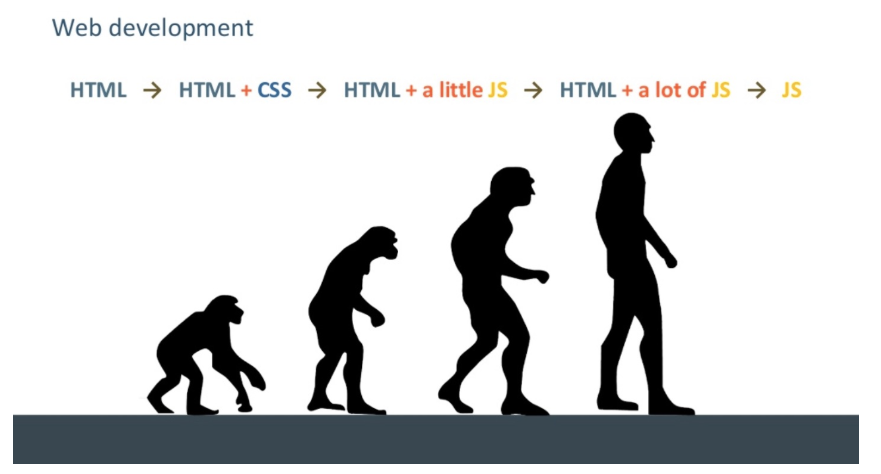 Web development
HTML → HTML + CSS → HTML + a little JS → HTML + a lot of JS → JS